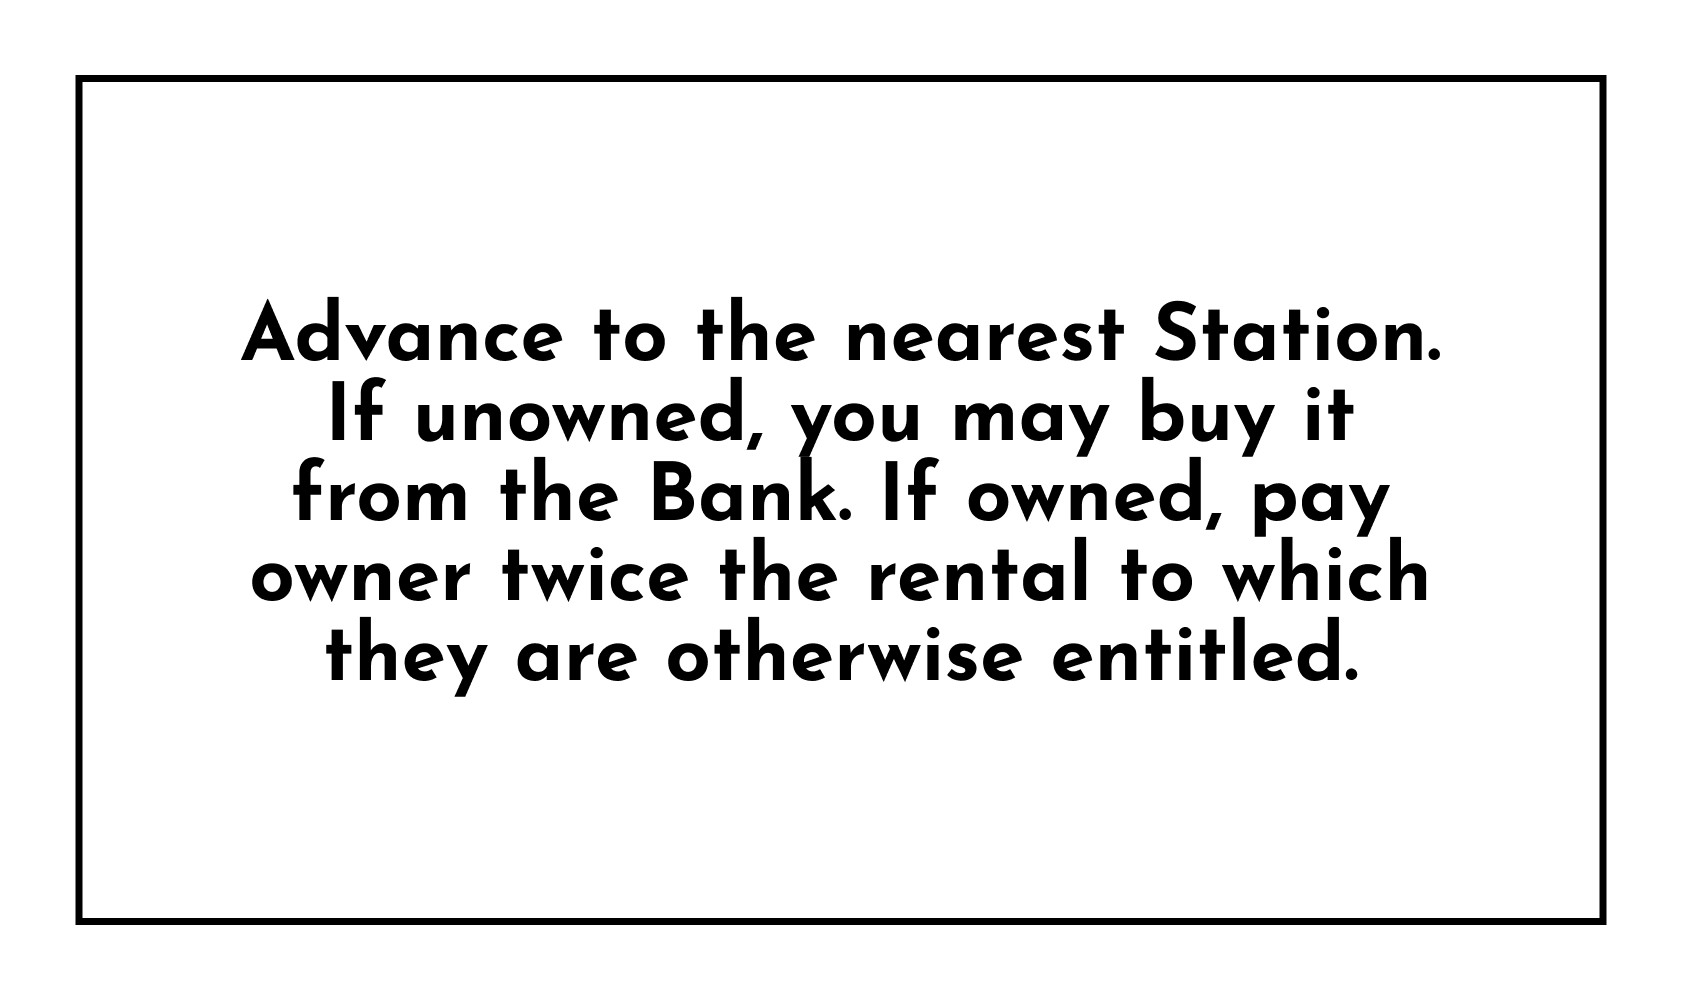 Advance to the nearest Station.
If unowned, you may buy it
from the Bank. If owned, pay
owner twice the rental to which
they are otherwise entitled.